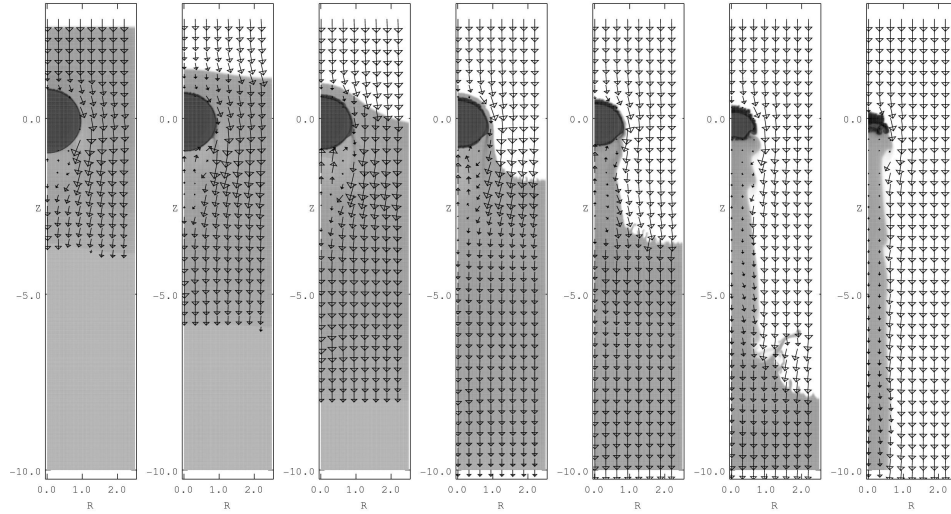 0.0 0.0 0.0 0.0 0.0 0.0 0.0
Z Z Z Z Z Z Z
−5.0 −5.0 −5.0 −5.0 −5.0 −5.0 −5.0
−10.0 −10.0 −10.0 −10.0 −10.0 −10.0 −10.0
0.0 1.0 2.0 0.0 1.0 2.0 0.0 1.0 2.0 0.0 1.0 2.0 0.0 1.0 2.0 0.0 1.0 2.0 0.0 1.0 2.0
R R R R R R R